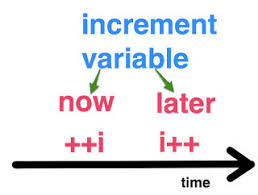 increment
variable
now later
++i i++
time